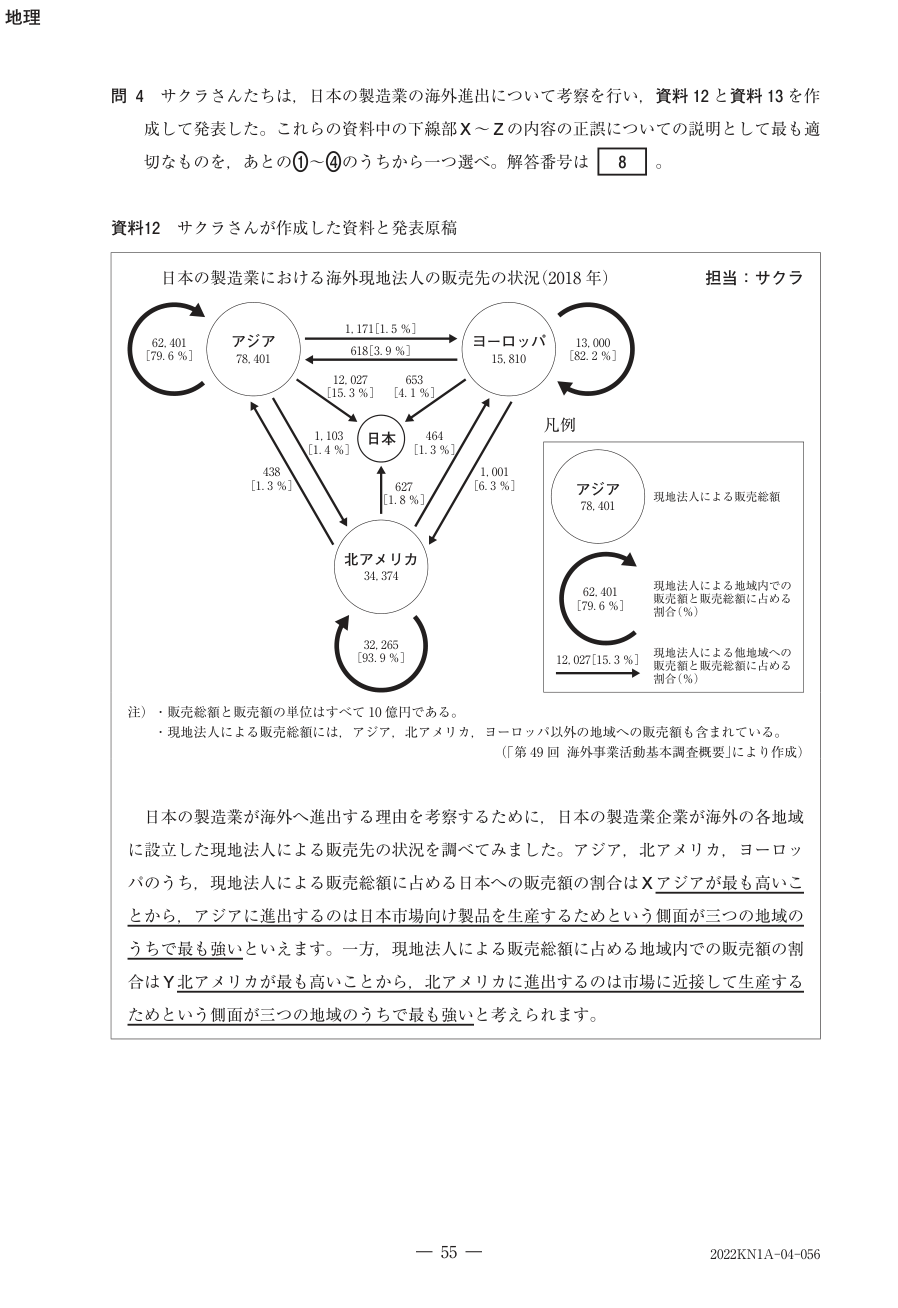 地理
問 4 サクラさんたちは，日本の製造業の海外進出について考察を行い，資料 12 と資料 13 を作
成して発表した。これらの資料中の下線部X～Zの内容の正誤についての説明として最も適
切なものを，あとの①～④のうちから一つ選べ。解答番号は 8 。
資料12 サクラさんが作成した資料と発表原稿
日本の製造業における海外現地法人の販売先の状況(2018 年) 担当：サクラ
62,401
[79.6 %]
アジア
78,401
1,171[1.5 %]
618[3.9 %]
ヨーロッパ
15,810
13,000
[82.2 %]
12,027
[15.3 %]
653
[4.1 %]
日本
1,103
[1.4 %]
464
[1.3 %]
438
[1.3 %]
627
[1.8 %]
1,001
[6.3 %]
北アメリカ
34,374
32,265
[93.9 %]
凡例
アジア
78,401
現地法人による販売総額
62,401
[79.6 %]
現地法人による地域内での
販売額と販売総額に占める
割合(%)
12,027[15.3 %]
現地法人による他地域への
販売額と販売総額に占める
割合(%)
注）・販売総額と販売額の単位はすべて 10 億円である。
・現地法人による販売総額には，アジア，北アメリカ，ヨーロッパ以外の地域への販売額も含まれている。
(「第 49 回 海外事業活動基本調査概要」により作成)
日本の製造業が海外へ進出する理由を考察するために，日本の製造業企業が海外の各地域
に設立した現地法人による販売先の状況を調べてみました。アジア，北アメリカ，ヨーロッ
パのうち，現地法人による販売総額に占める日本への販売額の割合はXアジアが最も高いこ
とから，アジアに進出するのは日本市場向け製品を生産するためという側面が三つの地域の
うちで最も強いといえます。一方，現地法人による販売総額に占める地域内での販売額の割
合はY北アメリカが最も高いことから，北アメリカに進出するのは市場に近接して生産する
ためという側面が三つの地域のうちで最も強いと考えられます。
― 55 ―
2022KN1A-04-056